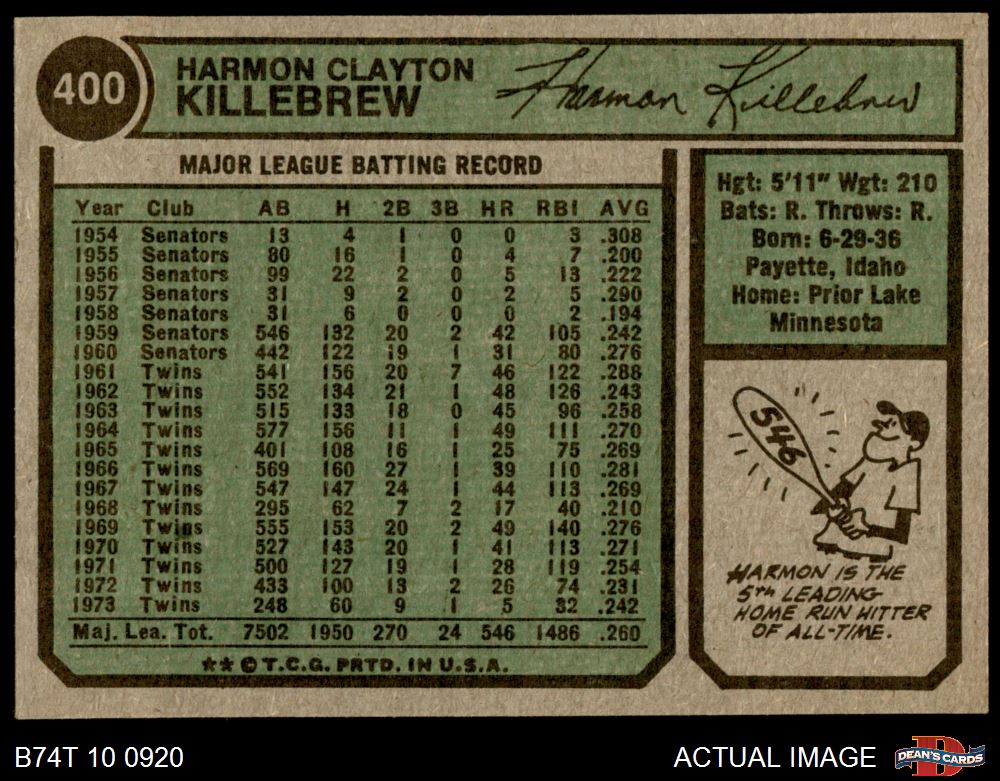 400
HARMON CLAYTON
KILLEBREW
Harmon Killebrew
MAJOR LEAGUE BATTING RECORD
Year Club AB H 2B 3B HR RBI AVG
1954 Senators 13 4 1 0 0 3 .308
1955 Senators 80 16 1 0 4 7 .200
1956 Senators 99 22 2 0 5 13 .222
1957 Senators 31 9 2 0 2 5 .290
1958 Senators 31 6 0 0 0 2 .194
1959 Senators 546 132 20 2 42 105 .242
1960 Senators 442 122 19 1 31 80 .276
1961 Twins 541 156 20 7 46 122 .288
1962 Twins 552 134 21 1 48 126 .243
1963 Twins 515 133 18 0 45 96 .258
1964 Twins 577 156 11 1 49 111 .270
1965 Twins 401 108 16 1 25 75 .269
1966 Twins 569 160 27 1 39 110 .281
1967 Twins 547 147 24 1 44 113 .269
1968 Twins 295 62 7 2 17 40 .210
1969 Twins 555 153 20 2 49 140 .276
1970 Twins 527 143 20 1 41 113 .271
1971 Twins 500 127 19 1 28 119 .254
1972 Twins 433 100 13 2 26 74 .231
1973 Twins 248 60 9 1 5 32 .242
Maj. Lea. Tot. 7502 1950 270 24 546 1486 .260
★★ © T.C.G. PRTD. IN U.S.A.
Hgt: 5'11" Wgt: 210
Bats: R. Throws: R.
Born: 6-29-36
Payette, Idaho
Home: Prior Lake
Minnesota
546
HARMON IS THE
5TH LEADING
HOME RUN HITTER
OF ALL-TIME.
B74T 10 0920
ACTUAL IMAGE
D
DEAN'S CARDS